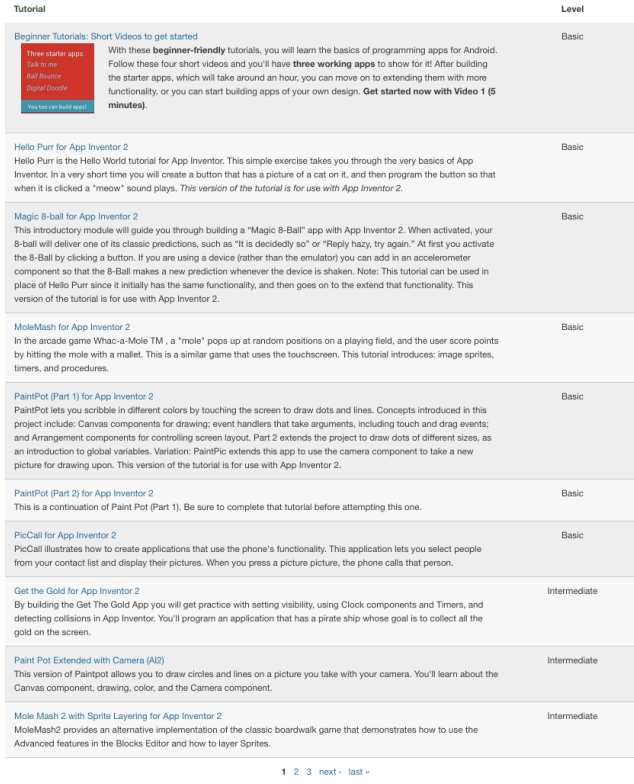 Tutorial Level
Beginner Tutorials: Short Videos to get started Basic
Three starter apps:
Talk to me
Ball Bounce
Digital Doodle
You too can build apps!
With these beginner-friendly tutorials, you will learn the basics of programming apps for Android.
Follow these four short videos and you'll have three working apps to show for it! After building
the starter apps, which will take around an hour, you can move on to extending them with more
functionality, or you can start building apps of your own design. Get started now with Video 1 (5
minutes).
Hello Purr for App Inventor 2 Basic
Hello Purr is the Hello World tutorial for App Inventor. This simple exercise takes you through the very basics of App
Inventor. In a very short time you will create a button that has a picture of a cat on it, and then program the button so that
when it is clicked a "meow" sound plays. This version of the tutorial is for use with App Inventor 2.
Magic 8-ball for App Inventor 2 Basic
This introductory module will guide you through building a “Magic 8-Ball” app with App Inventor 2. When activated, your
8-ball will deliver one of its classic predictions, such as “It is decidedly so” or “Reply hazy, try again.” At first you activate
the 8-Ball by clicking a button. If you are using a device (rather than the emulator) you can add in an accelerometer
component so that the 8-Ball makes a new prediction whenever the device is shaken. Note: This tutorial can be used in
place of Hello Purr since it initially has the same functionality, and then goes on to the extend that functionality. This
version of the tutorial is for use with App Inventor 2.
MoleMash for App Inventor 2 Basic
In the arcade game Whac-a-Mole TM , a "mole" pops up at random positions on a playing field, and the user score points
by hitting the mole with a mallet. This is a similar game that uses the touchscreen. This tutorial introduces: image sprites,
timers, and procedures.
PaintPot (Part 1) for App Inventor 2 Basic
PaintPot lets you scribble in different colors by touching the screen to draw dots and lines. Concepts introduced in this
project include: Canvas components for drawing; event handlers that take arguments, including touch and drag events;
and Arrangement components for controlling screen layout. Part 2 extends the project to draw dots of different sizes, as
an introduction to global variables. Variation: PaintPic extends this app to use the camera component to take a new
picture for drawing upon. This version of the tutorial is for use with App Inventor 2.
PaintPot (Part 2) for App Inventor 2 Basic
This is a continuation of Paint Pot (Part 1). Be sure to complete that tutorial before attempting this one.
PicCall for App Inventor 2 Basic
PicCall illustrates how to create applications that use the phone's functionality. This application lets you select people
from your contact list and display their pictures. When you press a picture picture, the phone calls that person.
Get the Gold for App Inventor 2 Intermediate
By building the Get The Gold App you will get practice with setting visibility, using Clock components and Timers, and
detecting collisions in App Inventor. You'll program an application that has a pirate ship whose goal is to collect all the
gold on the screen.
Paint Pot Extended with Camera (AI2) Intermediate
This version of Paintpot allows you to draw circles and lines on a picture you take with your camera. You'll learn about the
Canvas component, drawing, color, and the Camera component.
Mole Mash 2 with Sprite Layering for App Inventor 2 Intermediate
MoleMash2 provides an alternative implementation of the classic boardwalk game that demonstrates how to use the
Advanced features in the Blocks Editor and how to layer Sprites.
1 2 3 next › last »